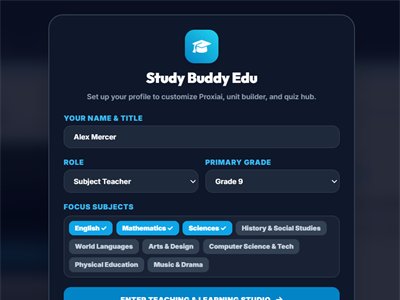 Study Buddy Edu
Set up your profile to customize Proxiai, unit builder, and quiz hub.
YOUR NAME & TITLE
Alex Mercer
ROLE
PRIMARY GRADE
Subject Teacher
Grade 9
FOCUS SUBJECTS
English ✓ Mathematics ✓ Sciences ✓ History & Social Studies
World Languages Arts & Design Computer Science & Tech
Physical Education Music & Drama
ENTER TEACHING & LEARNING STUDIO →